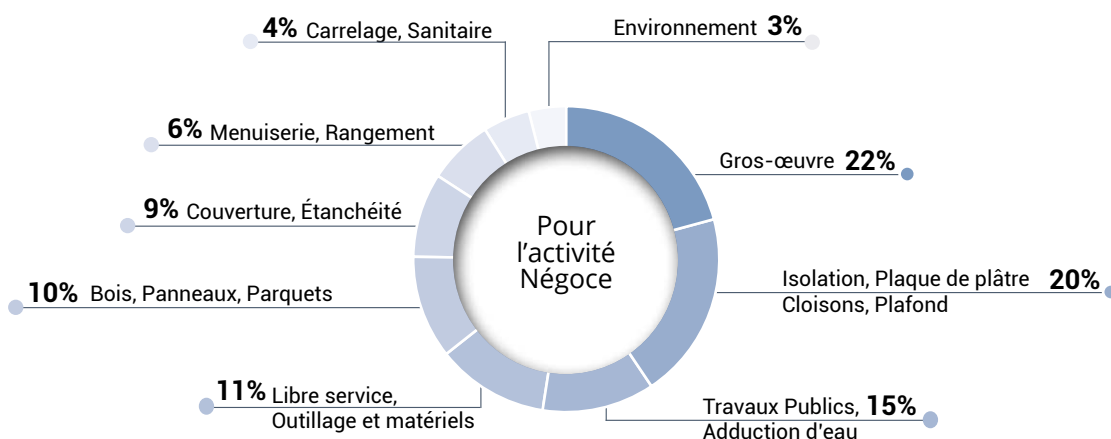 4% Carrelage, Sanitaire
Environnement 3%
6% Menuiserie, Rangement
Gros-œuvre 22%
9% Couverture, Étanchéité
Pour
l'activité
Négoce
10% Bois, Panneaux, Parquets
Isolation, Plaque de plâtre 20%
Cloisons, Plafond
11% Libre service,
Outillage et matériels
Travaux Publics, 15%
Adduction d'eau